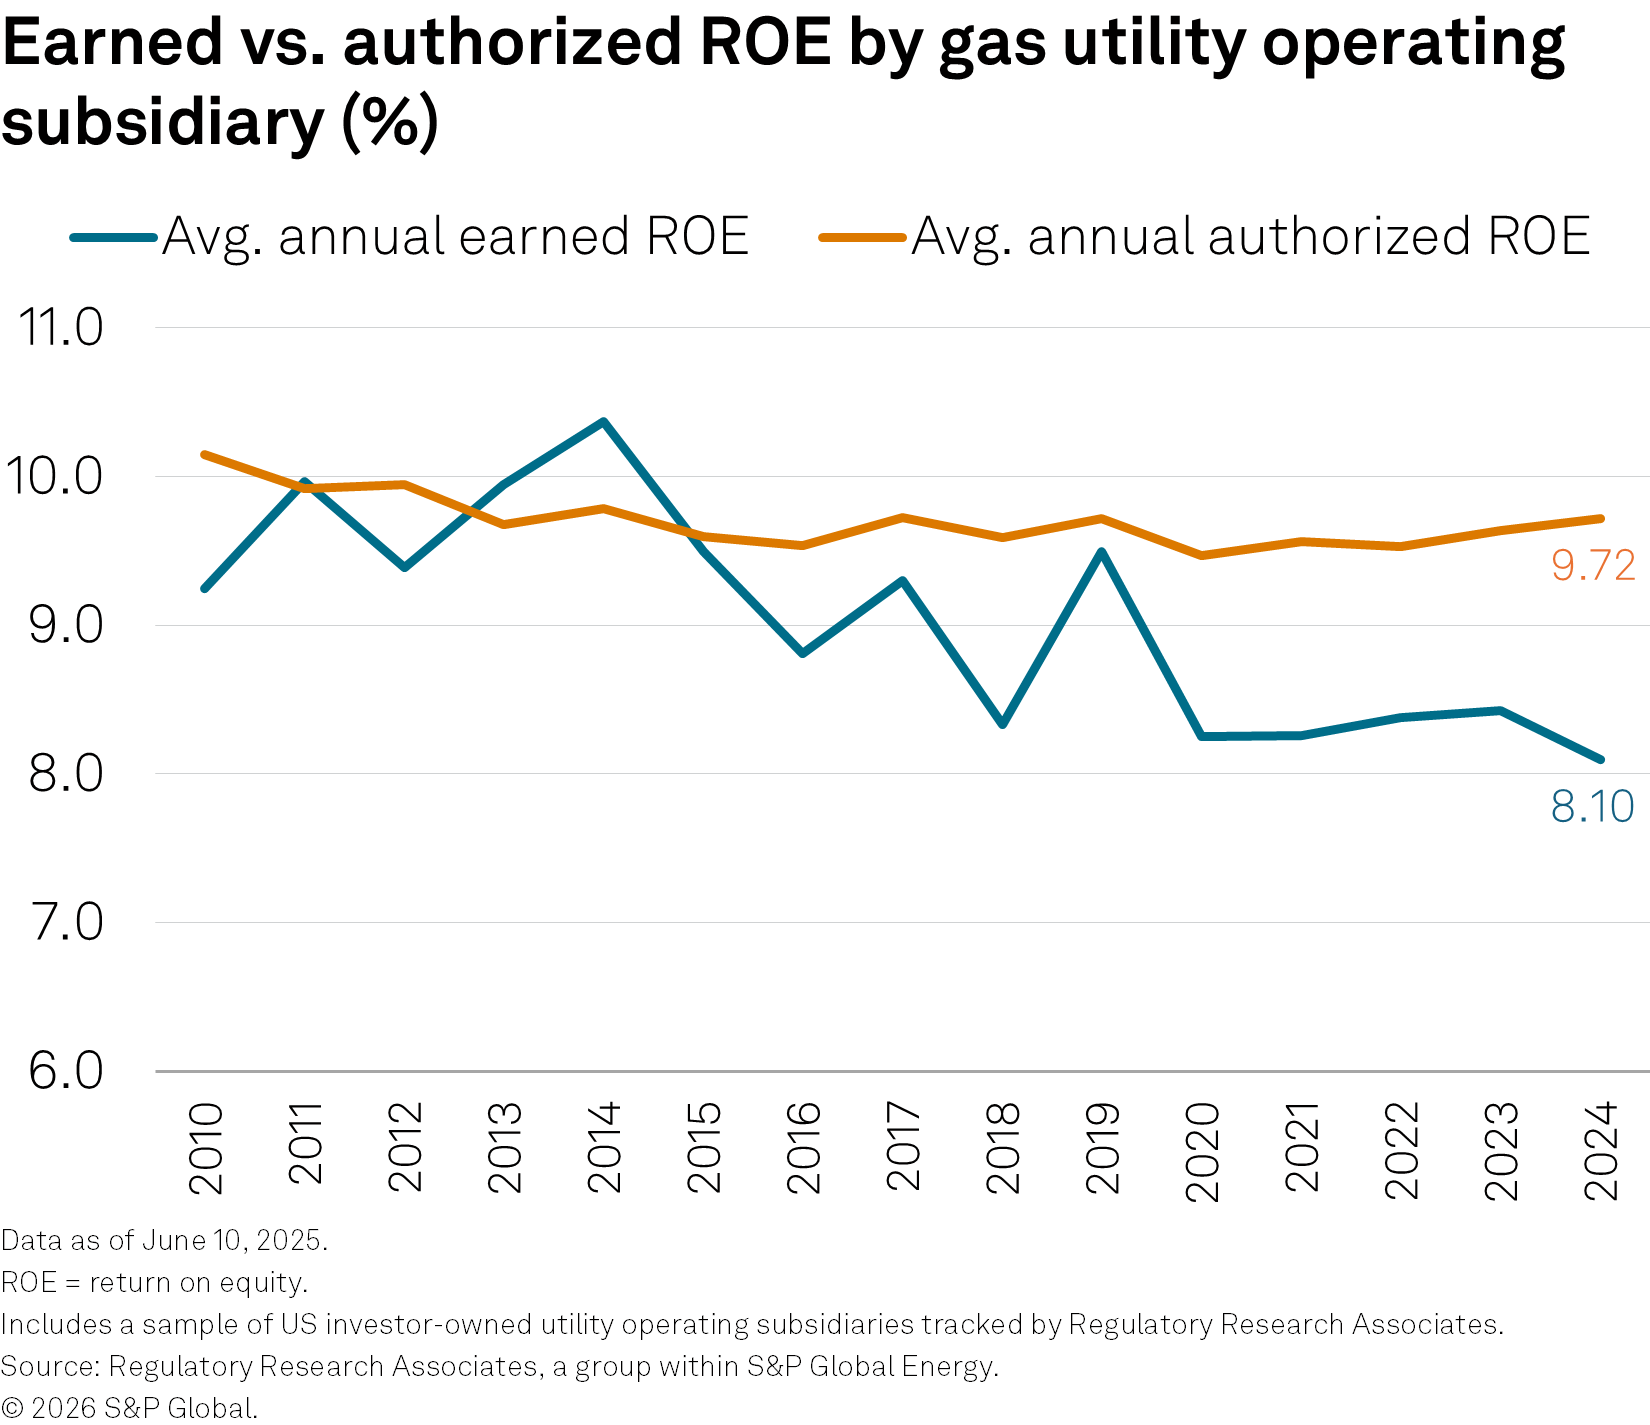 Earned vs. authorized ROE by gas utility operating
subsidiary (%)
Avg. annual earned ROE
Avg. annual authorized ROE
11.0
10.0
9.0
8.0
7.0
6.0
9.72
8.10
2010
2011
2012
2013
2014
2015
2016
2017
2018
2019
2020
2021
2022
2023
2024
Data as of June 10, 2025.
ROE = return on equity.
Includes a sample of US investor-owned utility operating subsidiaries tracked by Regulatory Research Associates.
Source: Regulatory Research Associates, a group within S&P Global Energy.
© 2026 S&P Global.